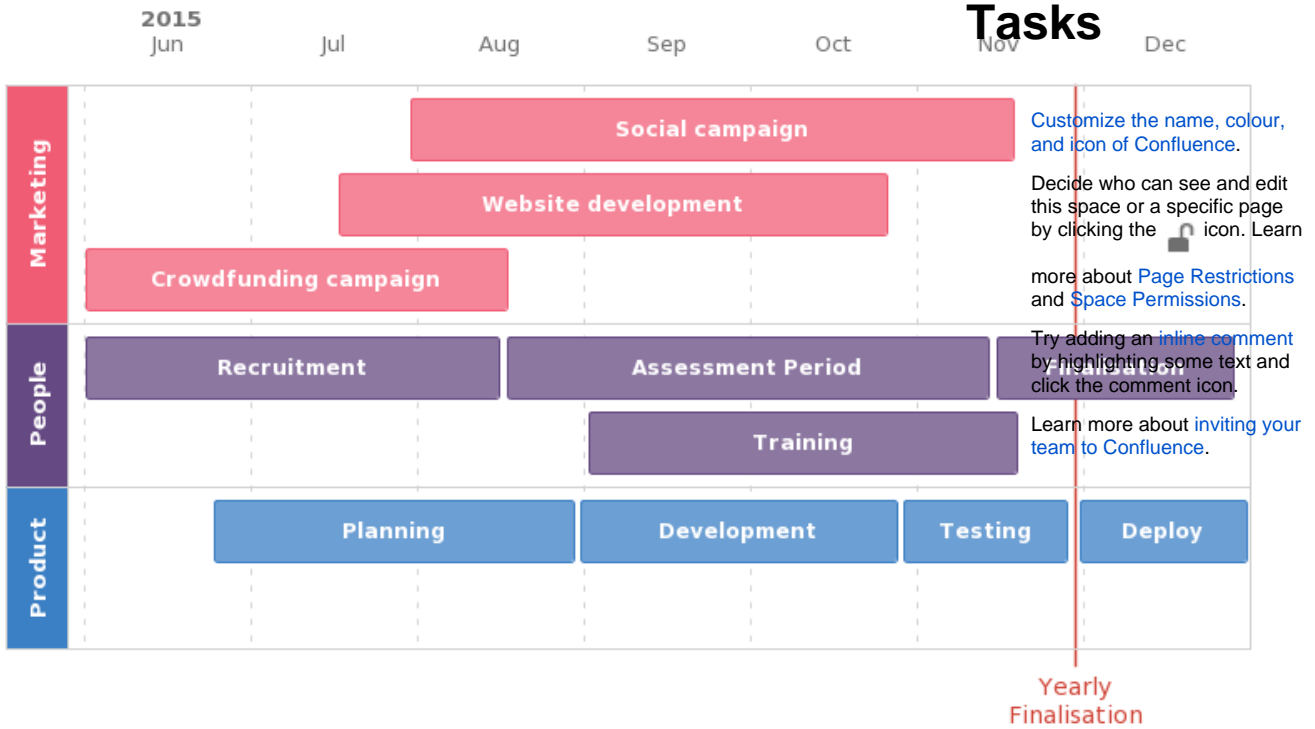 Tasks
2015
Jun Jul Aug Sep Oct Nov Dec
Marketing
Social campaign
Website development
Crowdfunding campaign
People
Recruitment
Assessment Period
Finalisation
Training
Product
Planning
Development
Testing
Deploy
Yearly
Finalisation
Customize the name, colour,
and icon of Confluence.
Decide who can see and edit
this space or a specific page
by clicking the icon. Learn
more about Page Restrictions
and Space Permissions.
Try adding an inline comment
by highlighting some text and
click the comment icon.
Learn more about inviting your
team to Confluence.